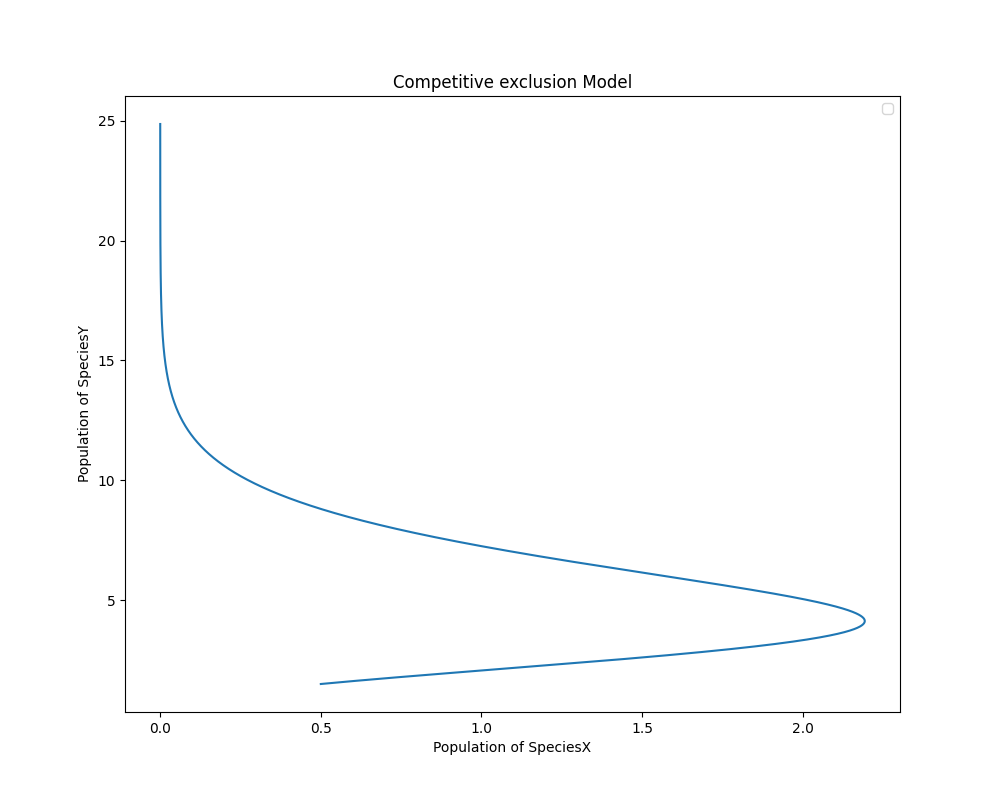 Competitive exclusion Model
Population of SpeciesY
25
20
15
10
5
0.0 0.5 1.0 1.5 2.0
Population of SpeciesX